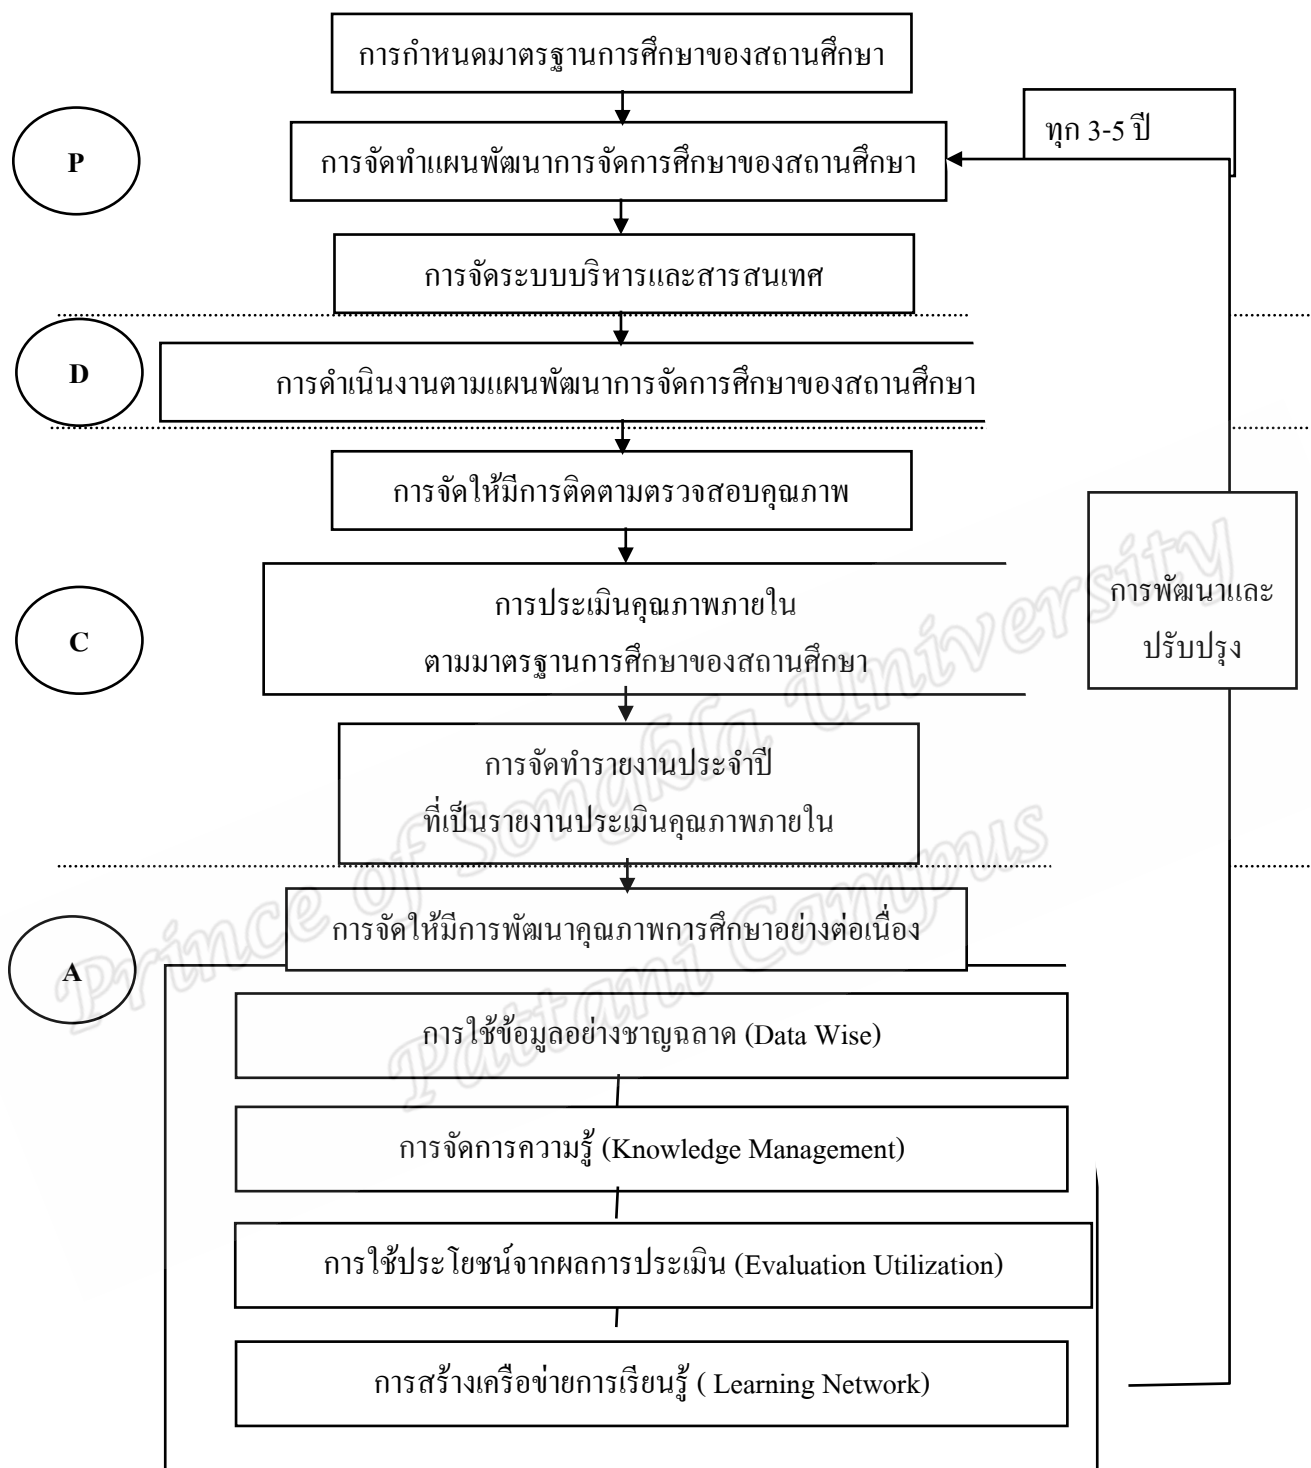 การกำหนดมาตรฐานการศึกษาของสถานศึกษา
ทุก 3-5 ปี
P
การจัดทำแผนพัฒนาการจัดการศึกษาของสถานศึกษา
การจัดระบบบริหารและสารสนเทศ
D
การดำเนินงานตามแผนพัฒนาการจัดการศึกษาของสถานศึกษา
การจัดให้มีการติดตามตรวจสอบคุณภาพ
C
การประเมินคุณภาพภายใน
ตามมาตรฐานการศึกษาของสถานศึกษา
การพัฒนาและ
ปรับปรุง
การจัดทำรายงานประจำปี
ที่เป็นรายงานประเมินคุณภาพภายใน
A
การจัดให้มีการพัฒนาคุณภาพการศึกษาอย่างต่อเนื่อง
การใช้ข้อมูลอย่างชาญฉลาด (Data Wise)
การจัดการความรู้ (Knowledge Management)
การใช้ประโยชน์จากผลการประเมิน (Evaluation Utilization)
การสร้างเครือข่ายการเรียนรู้ ( Learning Network)
Prince of Songkla University
Pattani Campus